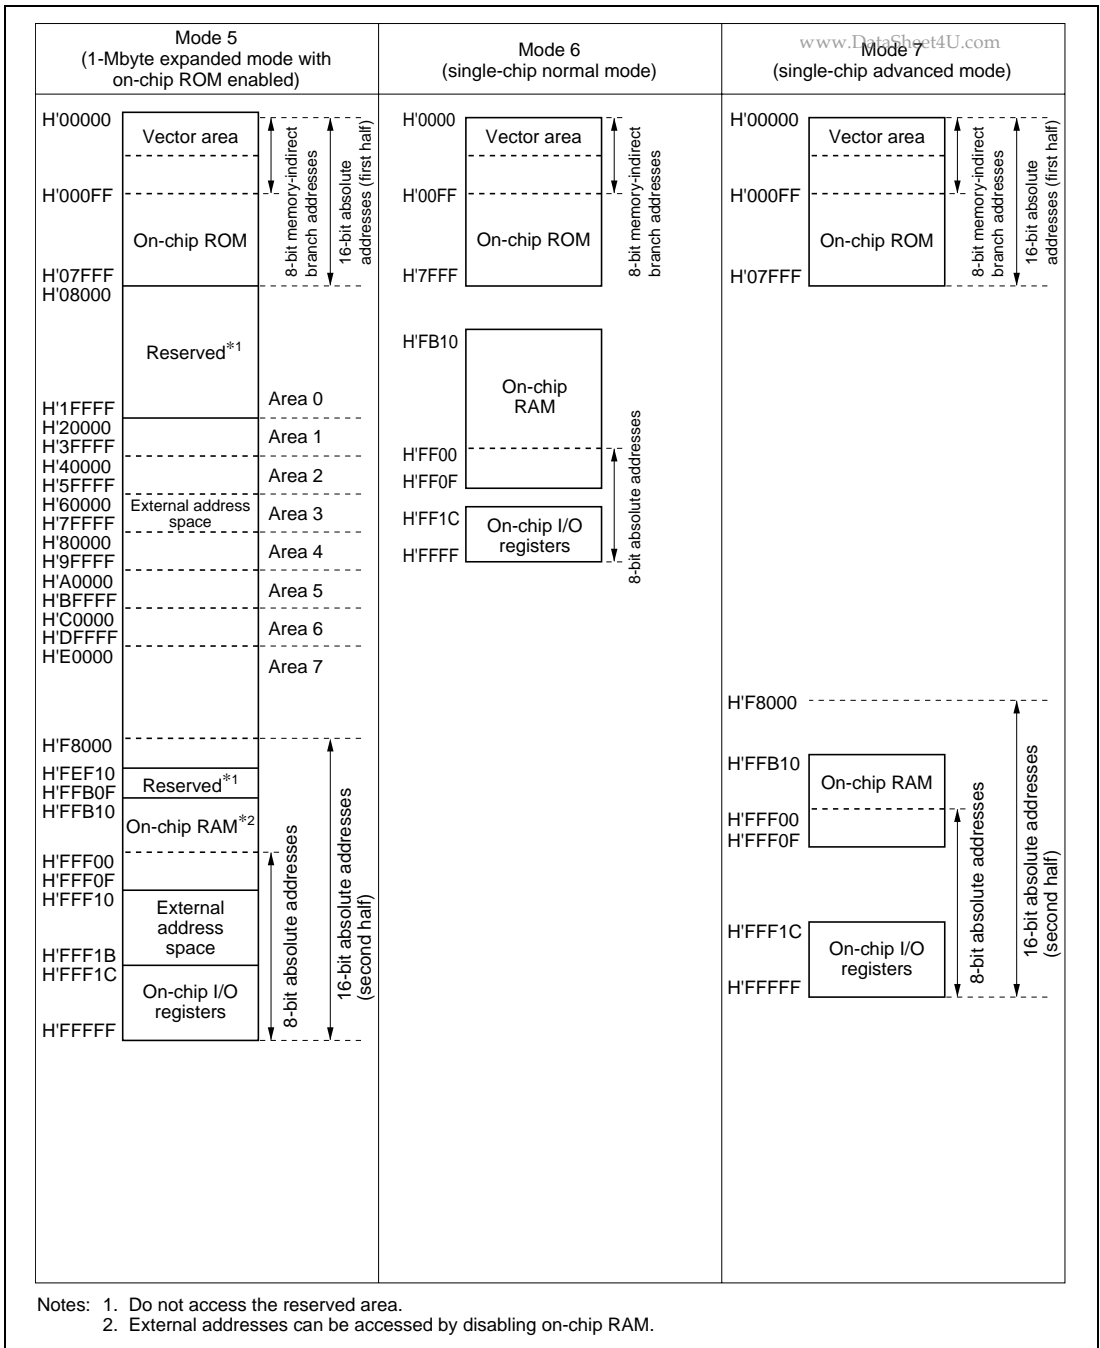 www.DataSheet4U.com
Mode 5
(1-Mbyte expanded mode with
on-chip ROM enabled)
H'00000
Vector area
H'000FF
On-chip ROM
H'07FFF
H'08000
8-bit memory-indirect
branch addresses
16-bit absolute
addresses (first half)
Reserved*1
H'1FFFF
Area 0
H'20000
H'3FFFF
Area 1
H'40000
H'5FFFF
Area 2
H'60000
H'7FFFF
External address
space
Area 3
H'80000
H'9FFFF
Area 4
H'A0000
H'BFFFF
Area 5
H'C0000
H'DFFFF
Area 6
H'E0000
Area 7
H'F8000
H'FEF10
H'FFB0F
Reserved*1
H'FFB10
On-chip RAM*2
H'FFF00
H'FFF0F
H'FFF10
External
address
space
H'FFF1B
H'FFF1C
On-chip I/O
registers
H'FFFFF
8-bit absolute addresses
16-bit absolute addresses
(second half)
Mode 6
(single-chip normal mode)
H'0000
Vector area
H'00FF
On-chip ROM
H'7FFF
8-bit memory-indirect
branch addresses
H'FB10
On-chip
RAM
H'FF00
H'FF0F
H'FF1C
On-chip I/O
registers
H'FFFF
8-bit absolute addresses
Mode 7
(single-chip advanced mode)
H'00000
Vector area
H'000FF
On-chip ROM
H'07FFF
8-bit memory-indirect
branch addresses
16-bit absolute
addresses (first half)
H'F8000
H'FFB10
On-chip RAM
H'FFF00
H'FFF0F
H'FFF1C
On-chip I/O
registers
H'FFFFF
8-bit absolute addresses
16-bit absolute addresses
(second half)
Notes: 1. Do not access the reserved area.
2. External addresses can be accessed by disabling on-chip RAM.